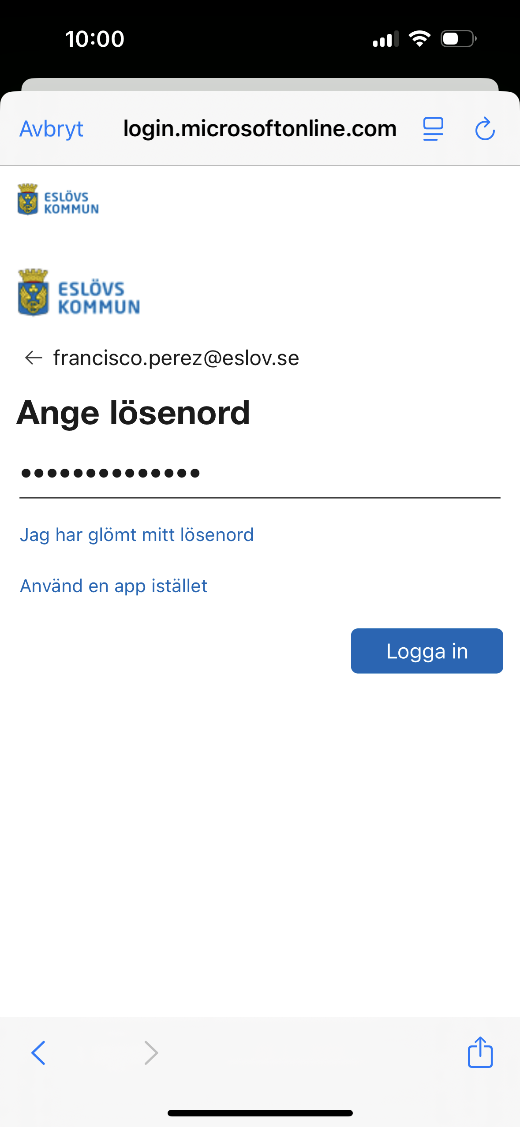 10:00
Avbryt login.microsoftonline.com
ESLÖVS
KOMMUN
ESLÖVS
KOMMUN
francisco.perez@eslov.se
Ange lösenord
Jag har glömt mitt lösenord
Använd en app istället
Logga in